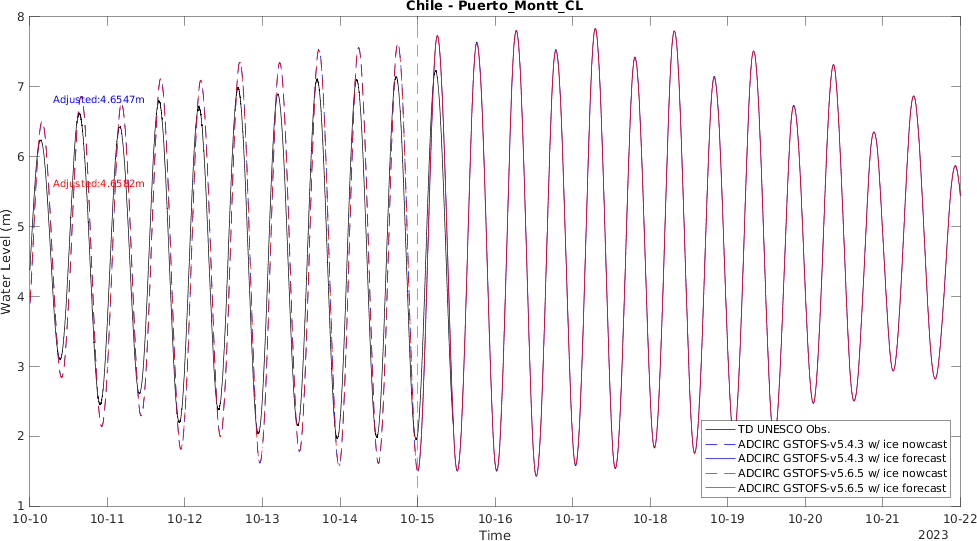 Chile - Puerto_Montt_CL
8
7
6
5
4
3
2
1
Water Level (m)
Adjusted:4.6547m
Adjusted:4.6582m
TD UNESCO Obs.
ADCIRC GSTOFS-v5.4.3 w/ ice nowcast
ADCIRC GSTOFS-v5.4.3 w/ ice forecast
ADCIRC GSTOFS-v5.6.5 w/ ice nowcast
ADCIRC GSTOFS-v5.6.5 w/ ice forecast
10-10 10-11 10-12 10-13 10-14 10-15 10-16 10-17 10-18 10-19 10-20 10-21 10-22
Time
2023